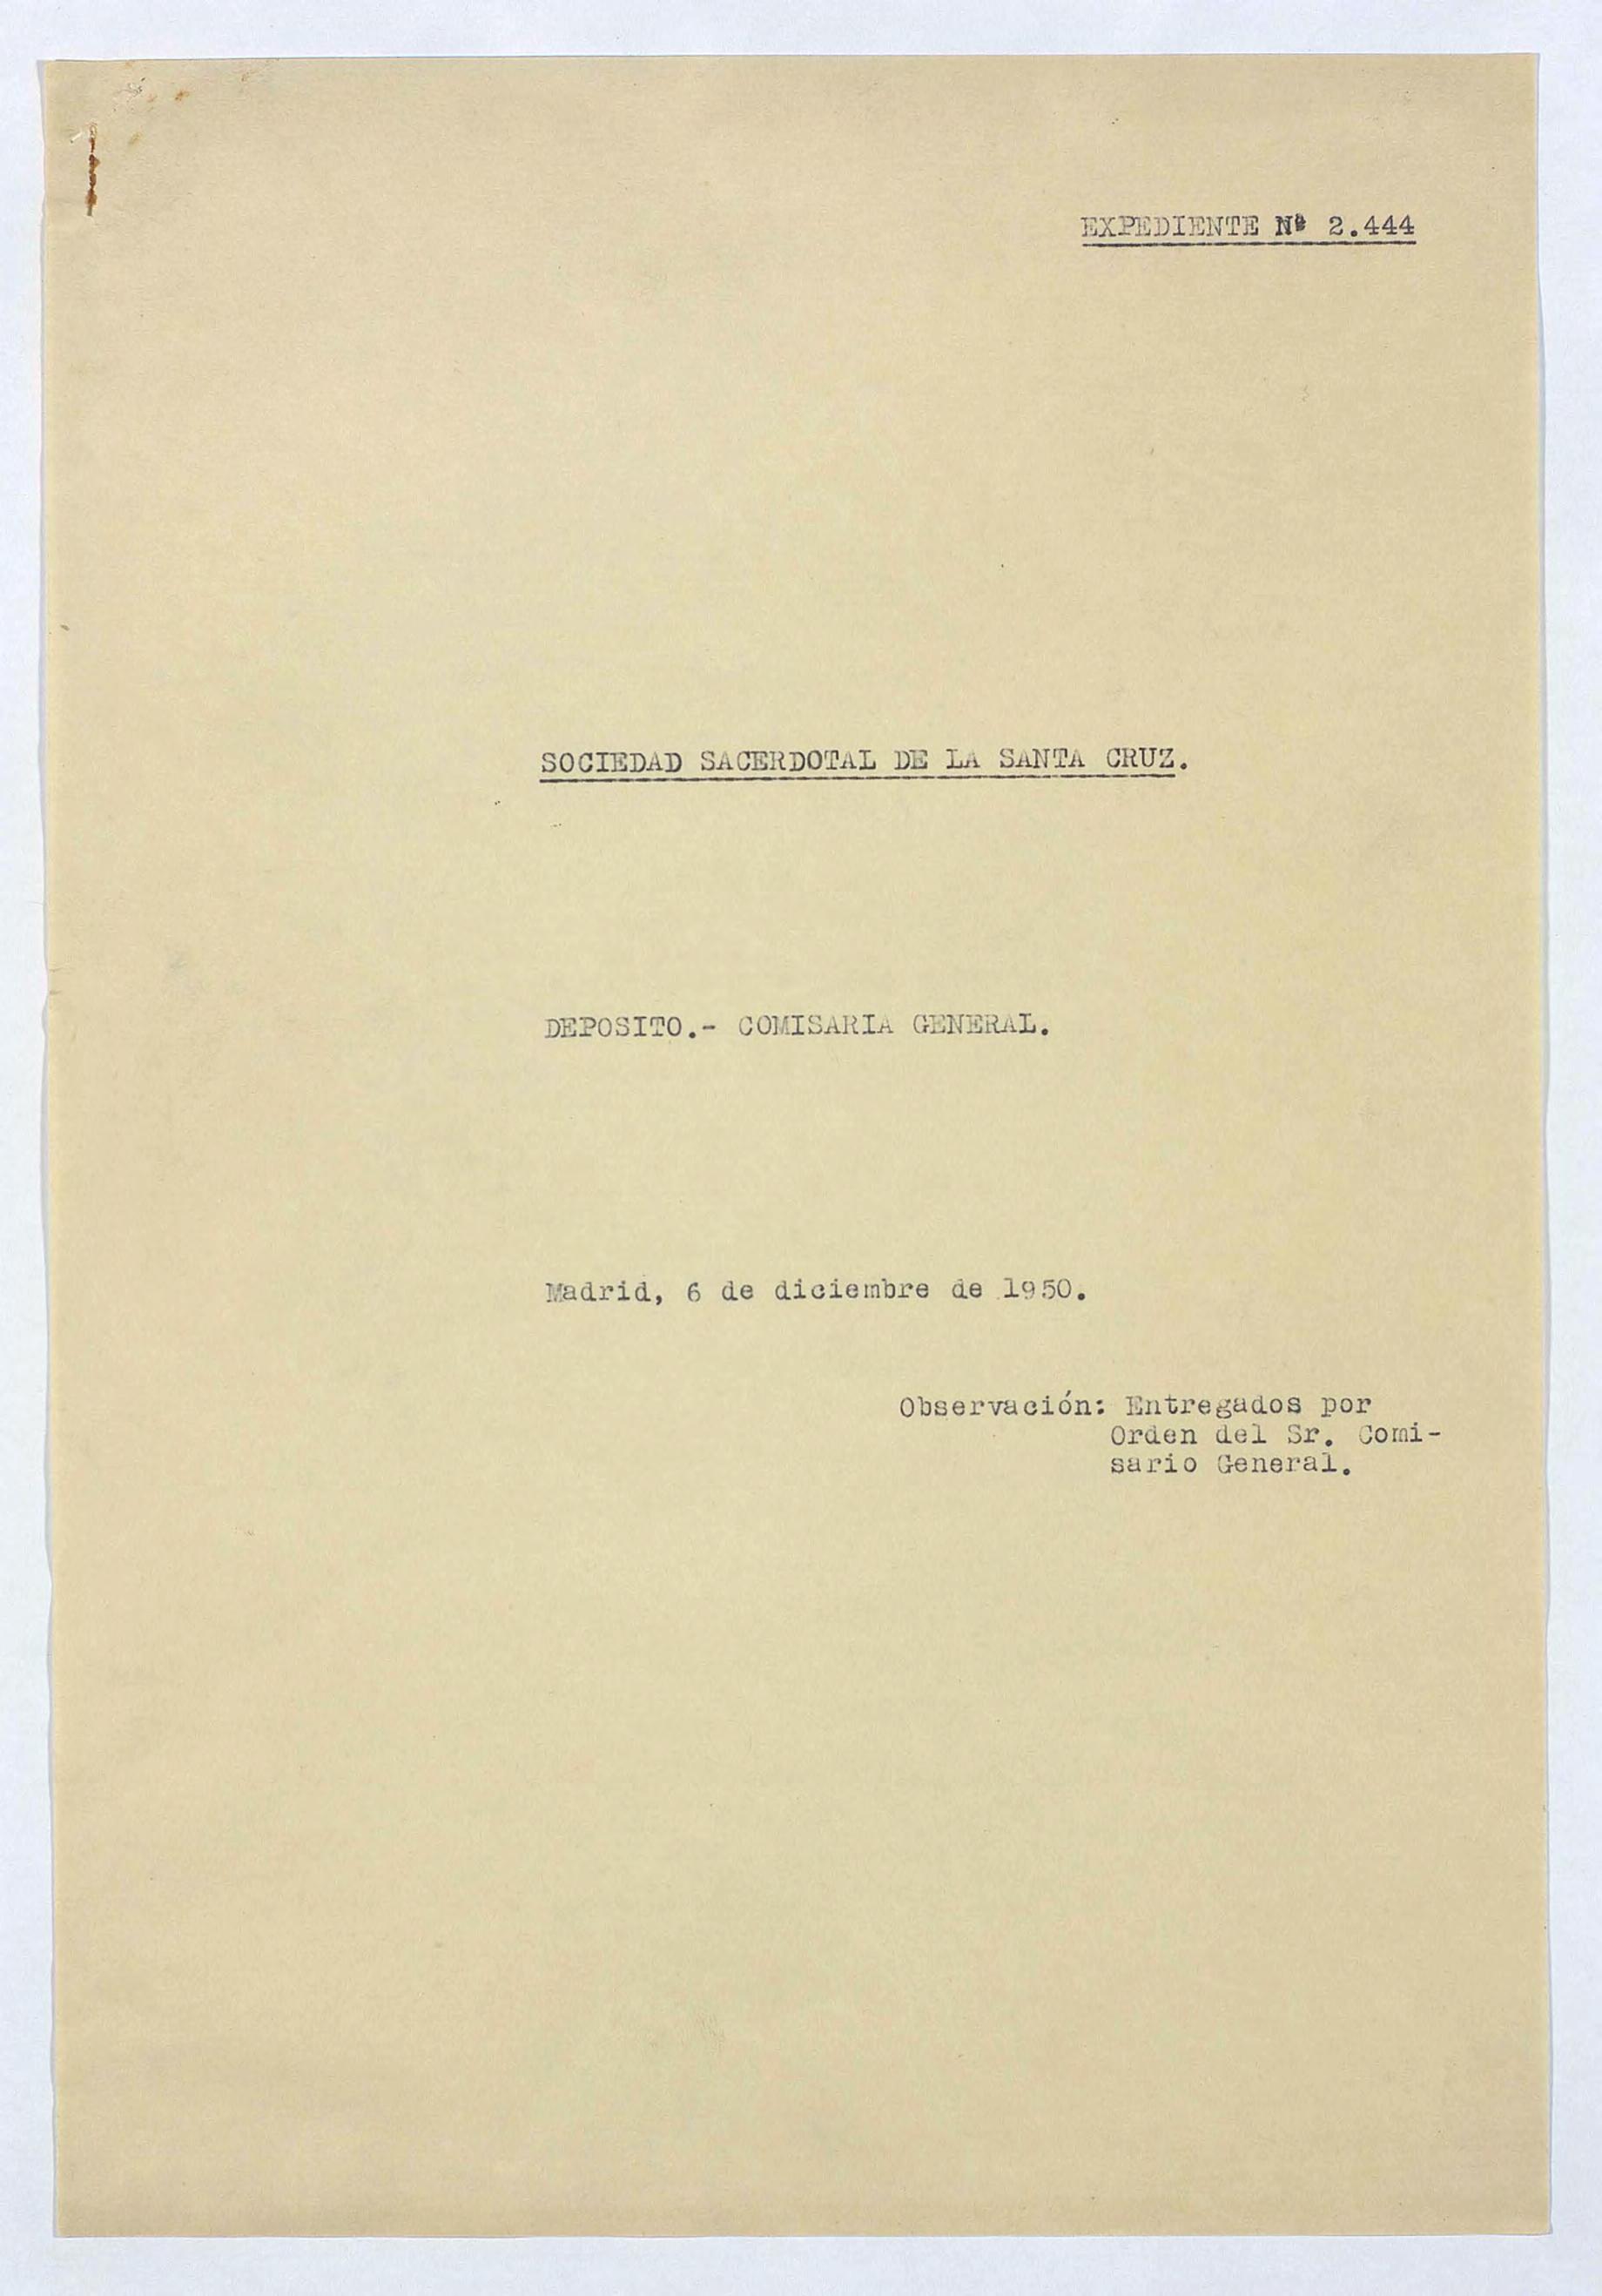 EXPEDIENTE Nº 2.444
SOCIEDAD SACERDOTAL DE LA SANTA CRUZ.
DEPOSITO.- COMISARIA GENERAL.
Madrid, 6 de diciembre de 1950.
Observación: Entregados por
Orden del Sr. Comi-
sario General.